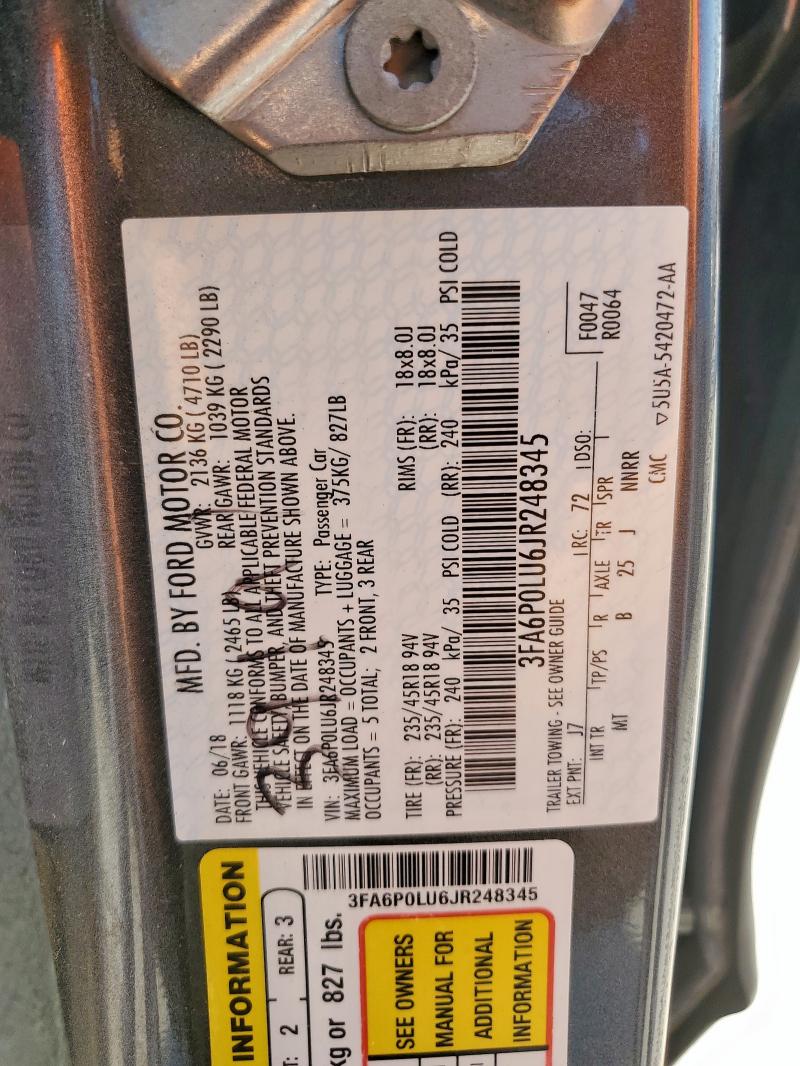 MFD. BY FORD MOTOR CO.
DATE: 06/18 GVWR: 2136 KG ( 4710 LB)
FRONT GAWR: 1118 KG ( 2465 LB) REAR GAWR: 1039 KG ( 2290 LB)
THIS VEHICLE CONFORMS TO ALL APPLICABLE FEDERAL MOTOR
VEHICLE SAFETY, BUMPER, AND THEFT PREVENTION STANDARDS
IN EFFECT ON THE DATE OF MANUFACTURE SHOWN ABOVE.
VIN: 3FA6P0LU6JR248345 TYPE: Passenger Car
MAXIMUM LOAD = OCCUPANTS + LUGGAGE = 375KG/ 827LB
OCCUPANTS = 5 TOTAL; 2 FRONT, 3 REAR
TIRE (FR): 235/45R18 94V RIMS (FR): 18x8.0J
(RR): 235/45R18 94V (RR): 18x8.0J
PRESSURE (FR): 240 kPa/ 35 PSI COLD (RR): 240 kPa/ 35 PSI COLD
3FA6P0LU6JR248345
TRAILER TOWING - SEE OWNER GUIDE
EXT PNT: J7 RC: 72 DSO:
F0047
R0064
INT TR TP/PS R AXLE TR SPR
MT B 25 J NNRR
CMC
▽5U5A-5420472-AA
INFORMATION
T: 2 REAR: 3
kg or 827 lbs.
3FA6P0LU6JR248345
SEE OWNERS
MANUAL FOR
ADDITIONAL
INFORMATION